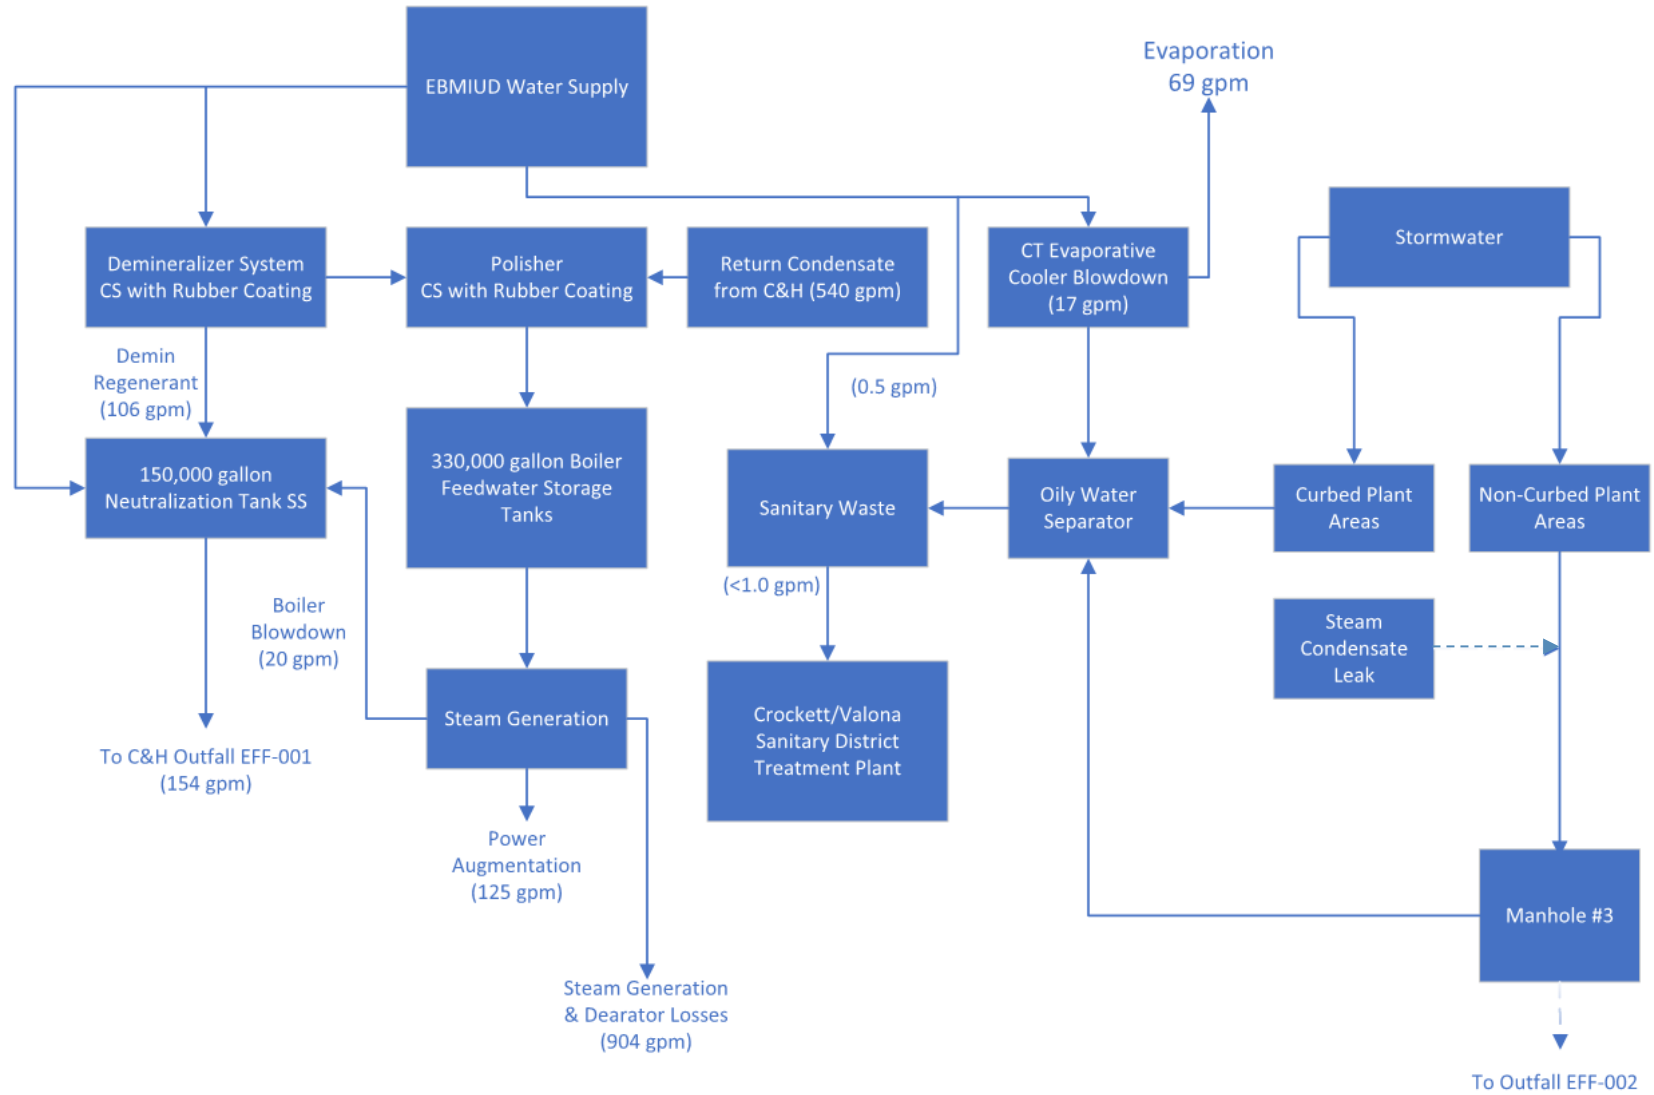 EBMIUD Water Supply
Evaporation
69 gpm
Stormwater
Demineralizer System
CS with Rubber Coating
Polisher
CS with Rubber Coating
Return Condensate
from C&H (540 gpm)
CT Evaporative
Cooler Blowdown
(17 gpm)
Demin
Regenerant
(106 gpm)
(0.5 gpm)
150,000 gallon
Neutralization Tank SS
330,000 gallon Boiler
Feedwater Storage
Tanks
Sanitary Waste
Oily Water
Separator
Curbed Plant
Areas
Non-Curbed Plant
Areas
(<1.0 gpm)
Boiler
Blowdown
(20 gpm)
Steam
Condensate
Leak
Steam Generation
Crockett/Valona
Sanitary District
Treatment Plant
To C&H Outfall EFF-001
(154 gpm)
Power
Augmentation
(125 gpm)
Manhole #3
Steam Generation
& Dearator Losses
(904 gpm)
To Outfall EFF-002